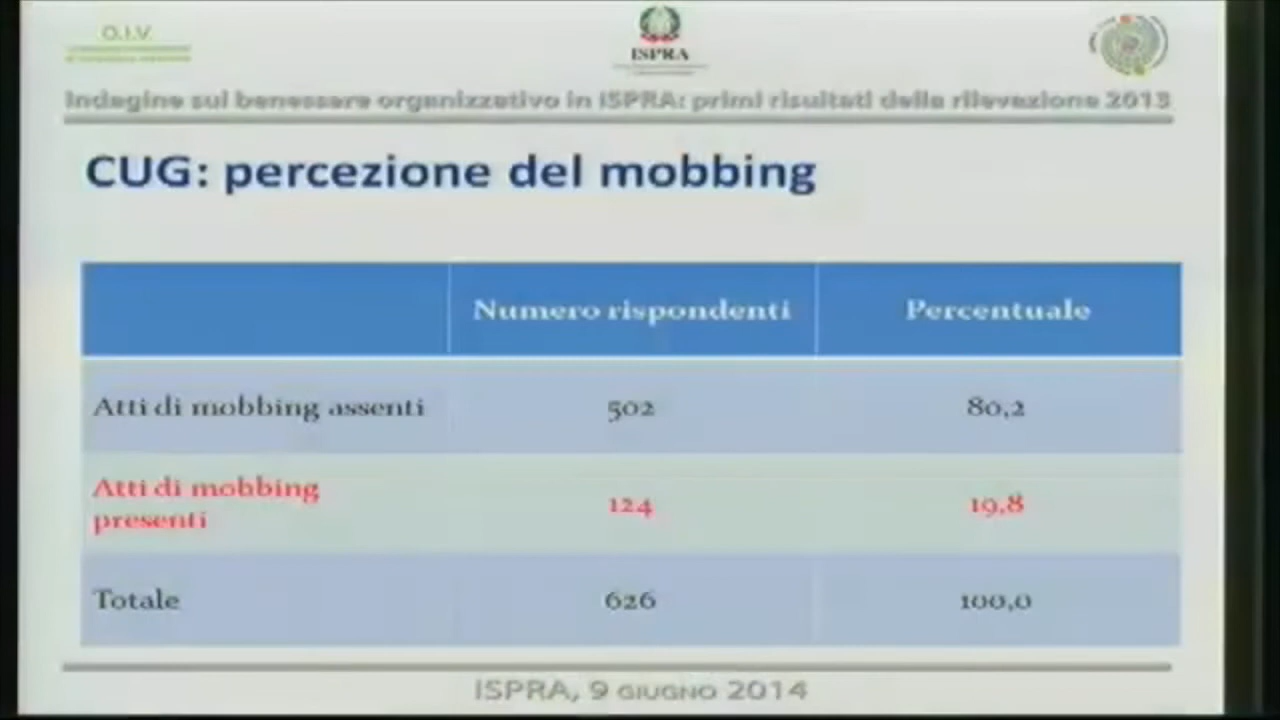 O.I.V.
ISPRA
Indagine sul benessere organizzativo in ISPRA: primi risultati della rilevazione 2013
CUG: percezione del mobbing
Numero rispondenti Percentuale
Atti di mobbing assenti 502 80,2
Atti di mobbing
presenti 124 19,8
Totale 626 100,0
ISPRA, 9 GIUGNO 2014